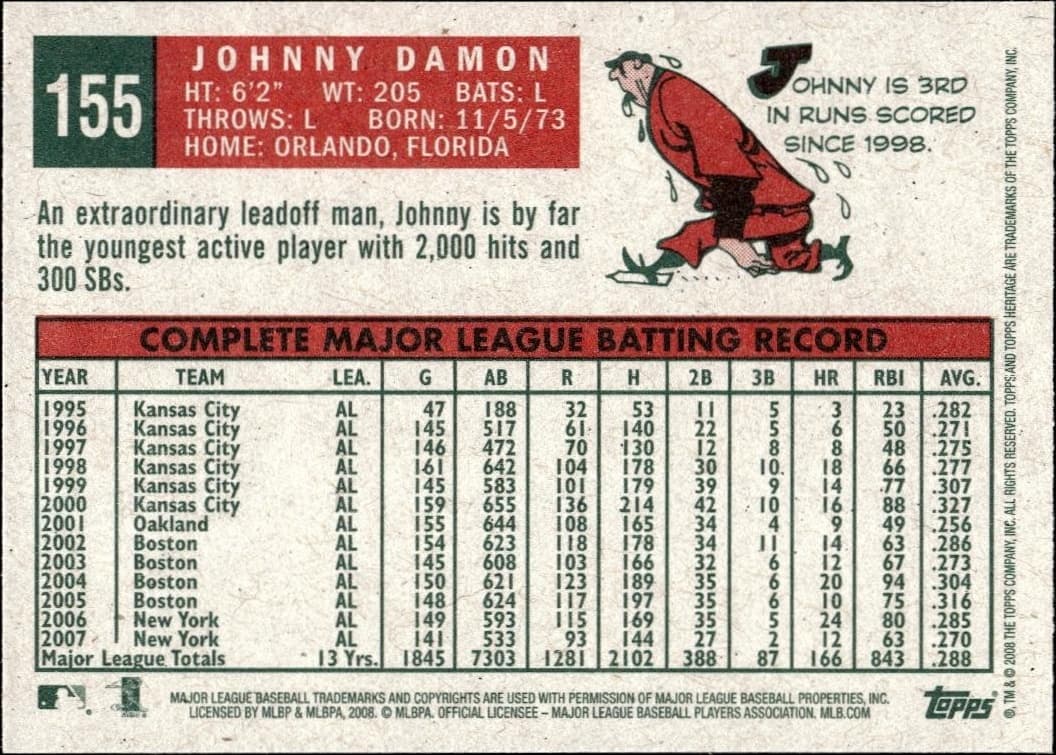 155
JOHNNY DAMON
HT: 6'2" WT: 205 BATS: L
THROWS: L BORN: 11/5/73
HOME: ORLANDO, FLORIDA
JOHNNY IS 3RD
IN RUNS SCORED
SINCE 1998.
An extraordinary leadoff man, Johnny is by far
the youngest active player with 2,000 hits and
300 SBs.
COMPLETE MAJOR LEAGUE BATTING RECORD
YEAR TEAM LEA. G AB R H 2B 3B HR RBI AVG.
1995 Kansas City AL 47 188 32 53 11 5 3 23 .282
1996 Kansas City AL 145 517 61 140 22 5 6 50 .271
1997 Kansas City AL 146 472 70 130 12 8 8 48 .275
1998 Kansas City AL 161 642 104 178 30 10 18 66 .277
1999 Kansas City AL 145 583 101 179 39 9 14 77 .307
2000 Kansas City AL 159 655 136 214 42 10 16 88 .327
2001 Oakland AL 155 644 108 165 34 4 9 49 .256
2002 Boston AL 154 623 118 178 34 11 14 63 .286
2003 Boston AL 145 608 103 166 32 6 12 67 .273
2004 Boston AL 150 621 123 189 35 6 20 94 .304
2005 Boston AL 148 624 117 197 35 6 10 75 .316
2006 New York AL 149 593 115 169 35 5 24 80 .285
2007 New York AL 141 533 93 144 27 2 12 63 .270
Major League Totals 13 Yrs. 1845 7303 1281 2102 388 87 166 843 .288
MAJOR LEAGUE BASEBALL TRADEMARKS AND COPYRIGHTS ARE USED WITH PERMISSION OF MAJOR LEAGUE BASEBALL PROPERTIES, INC.
LICENSED BY MLBP & MLBPA, 2008. © MLBPA. OFFICIAL LICENSEE – MAJOR LEAGUE BASEBALL PLAYERS ASSOCIATION. MLB.COM
topps
®, TM & © 2008 THE TOPPS COMPANY, INC. ALL RIGHTS RESERVED. TOPPS AND TOPPS HERITAGE ARE TRADEMARKS OF THE TOPPS COMPANY, INC.